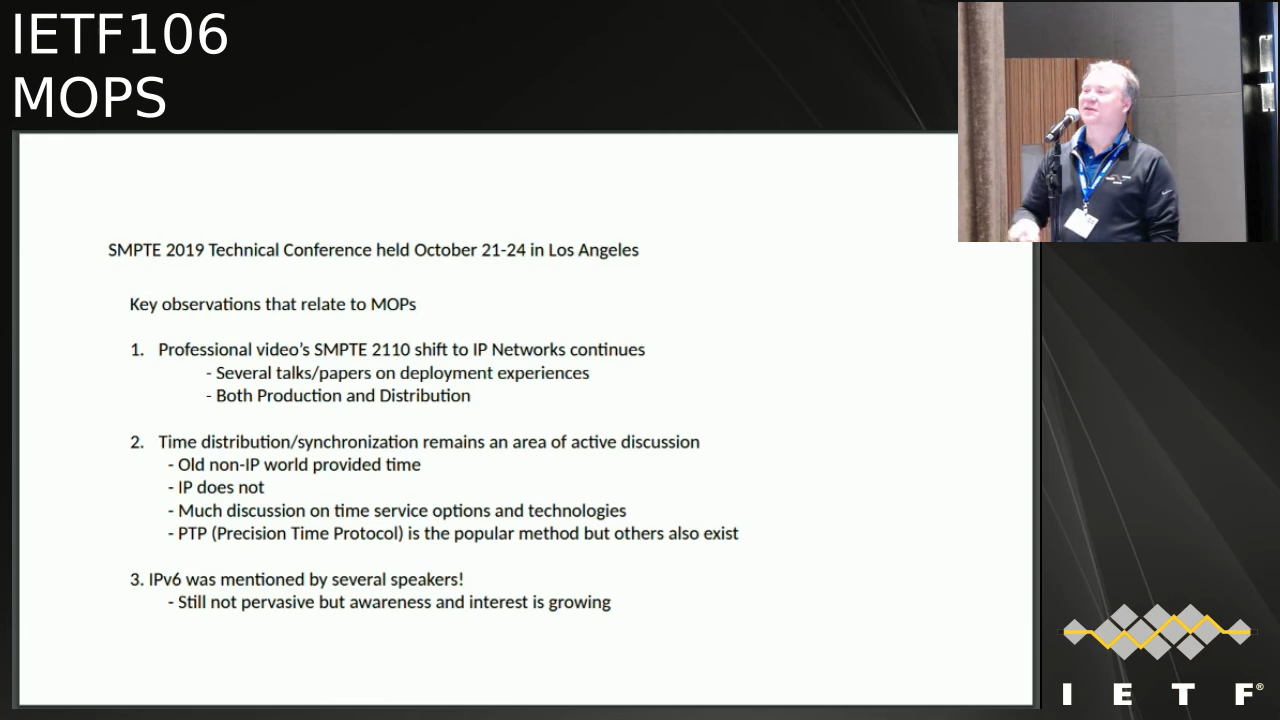 IETF106
MOPS
SMPTE 2019 Technical Conference held October 21-24 in Los Angeles
Key observations that relate to MOPs
1. Professional video's SMPTE 2110 shift to IP Networks continues
- Several talks/papers on deployment experiences
- Both Production and Distribution
2. Time distribution/synchronization remains an area of active discussion
- Old non-IP world provided time
- IP does not
- Much discussion on time service options and technologies
- PTP (Precision Time Protocol) is the popular method but others also exist
3. IPv6 was mentioned by several speakers!
- Still not pervasive but awareness and interest is growing
I E T F®